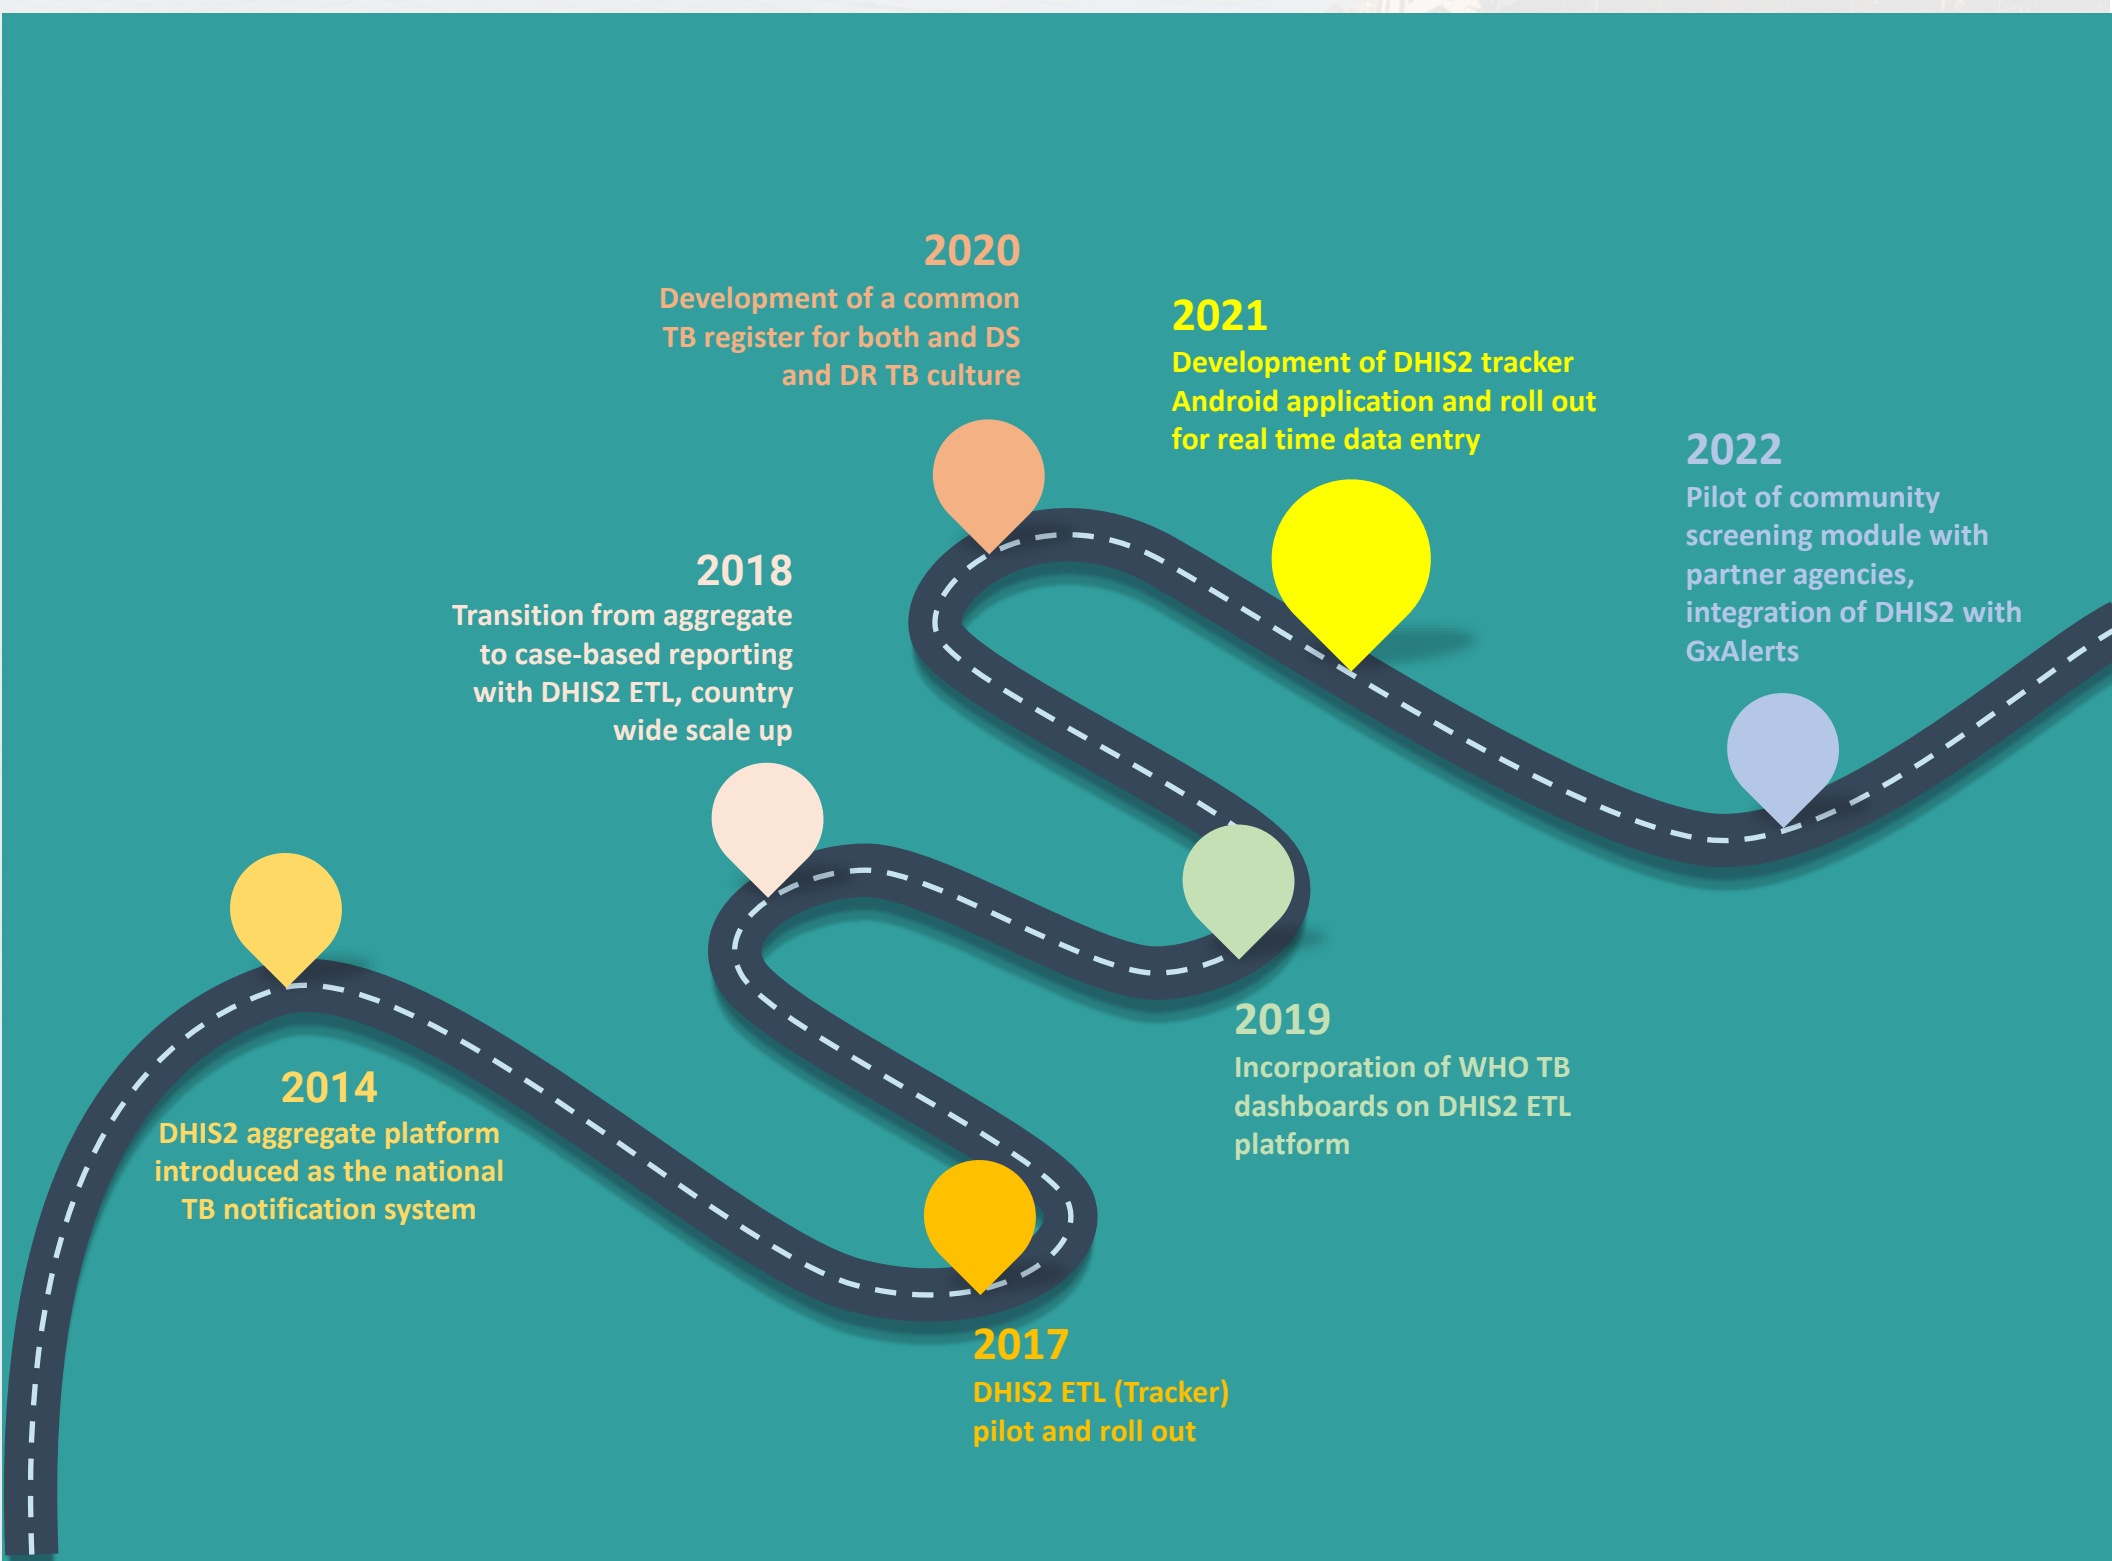 2020
Development of a common
TB register for both and DS
and DR TB culture
2021
Development of DHIS2 tracker
Android application and roll out
for real time data entry
2022
Pilot of community
screening module with
partner agencies,
integration of DHIS2 with
GxAlerts
2018
Transition from aggregate
to case-based reporting
with DHIS2 ETL, country
wide scale up
2019
Incorporation of WHO TB
dashboards on DHIS2 ETL
platform
2014
DHIS2 aggregate platform
introduced as the national
TB notification system
2017
DHIS2 ETL (Tracker)
pilot and roll out